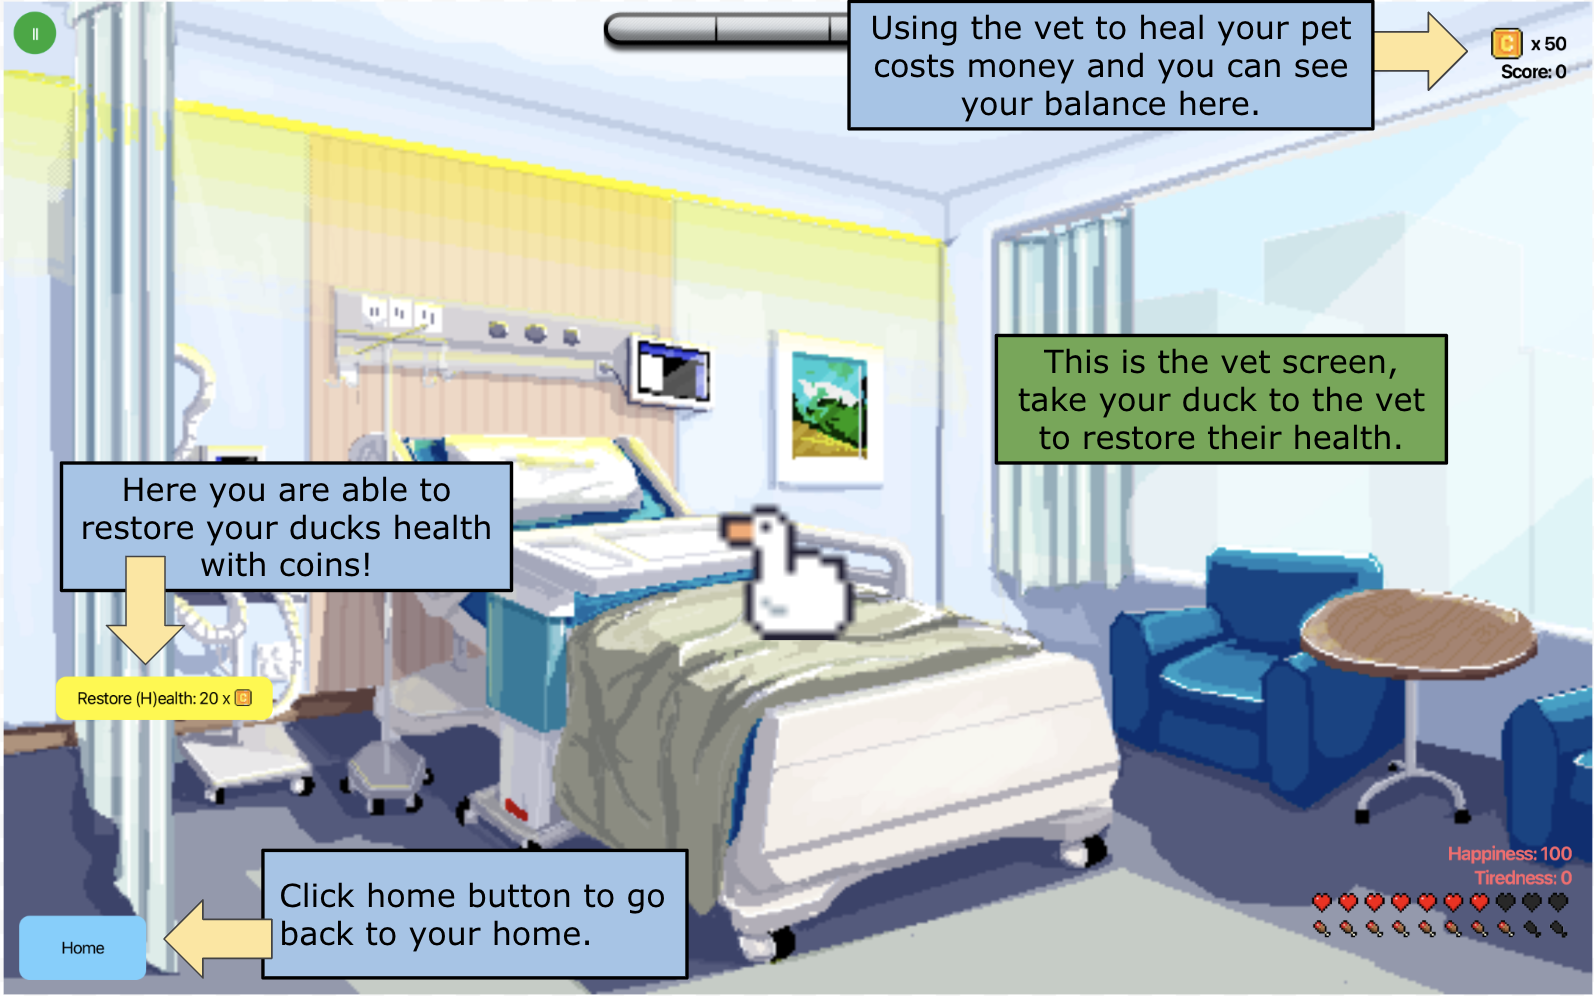 Using the vet to heal your pet
costs money and you can see
your balance here.
C x 50
Score: 0
This is the vet screen,
take your duck to the vet
to restore their health.
Here you are able to
restore your ducks health
with coins!
Restore (H)ealth: 20 x C
Happiness: 100
Tiredness: 0
Click home button to go
back to your home.
Home